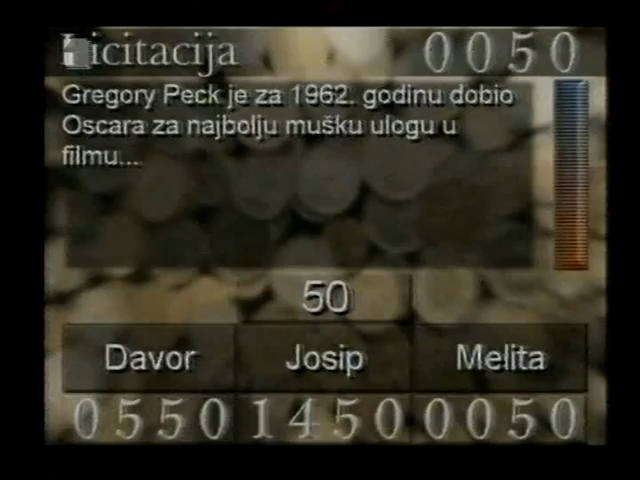 Licitacija 0050
Gregory Peck je za 1962. godinu dobio
Oscara za najbolju mušku ulogu u
filmu...
50
Davor Josip Melita
0550 1450 0050